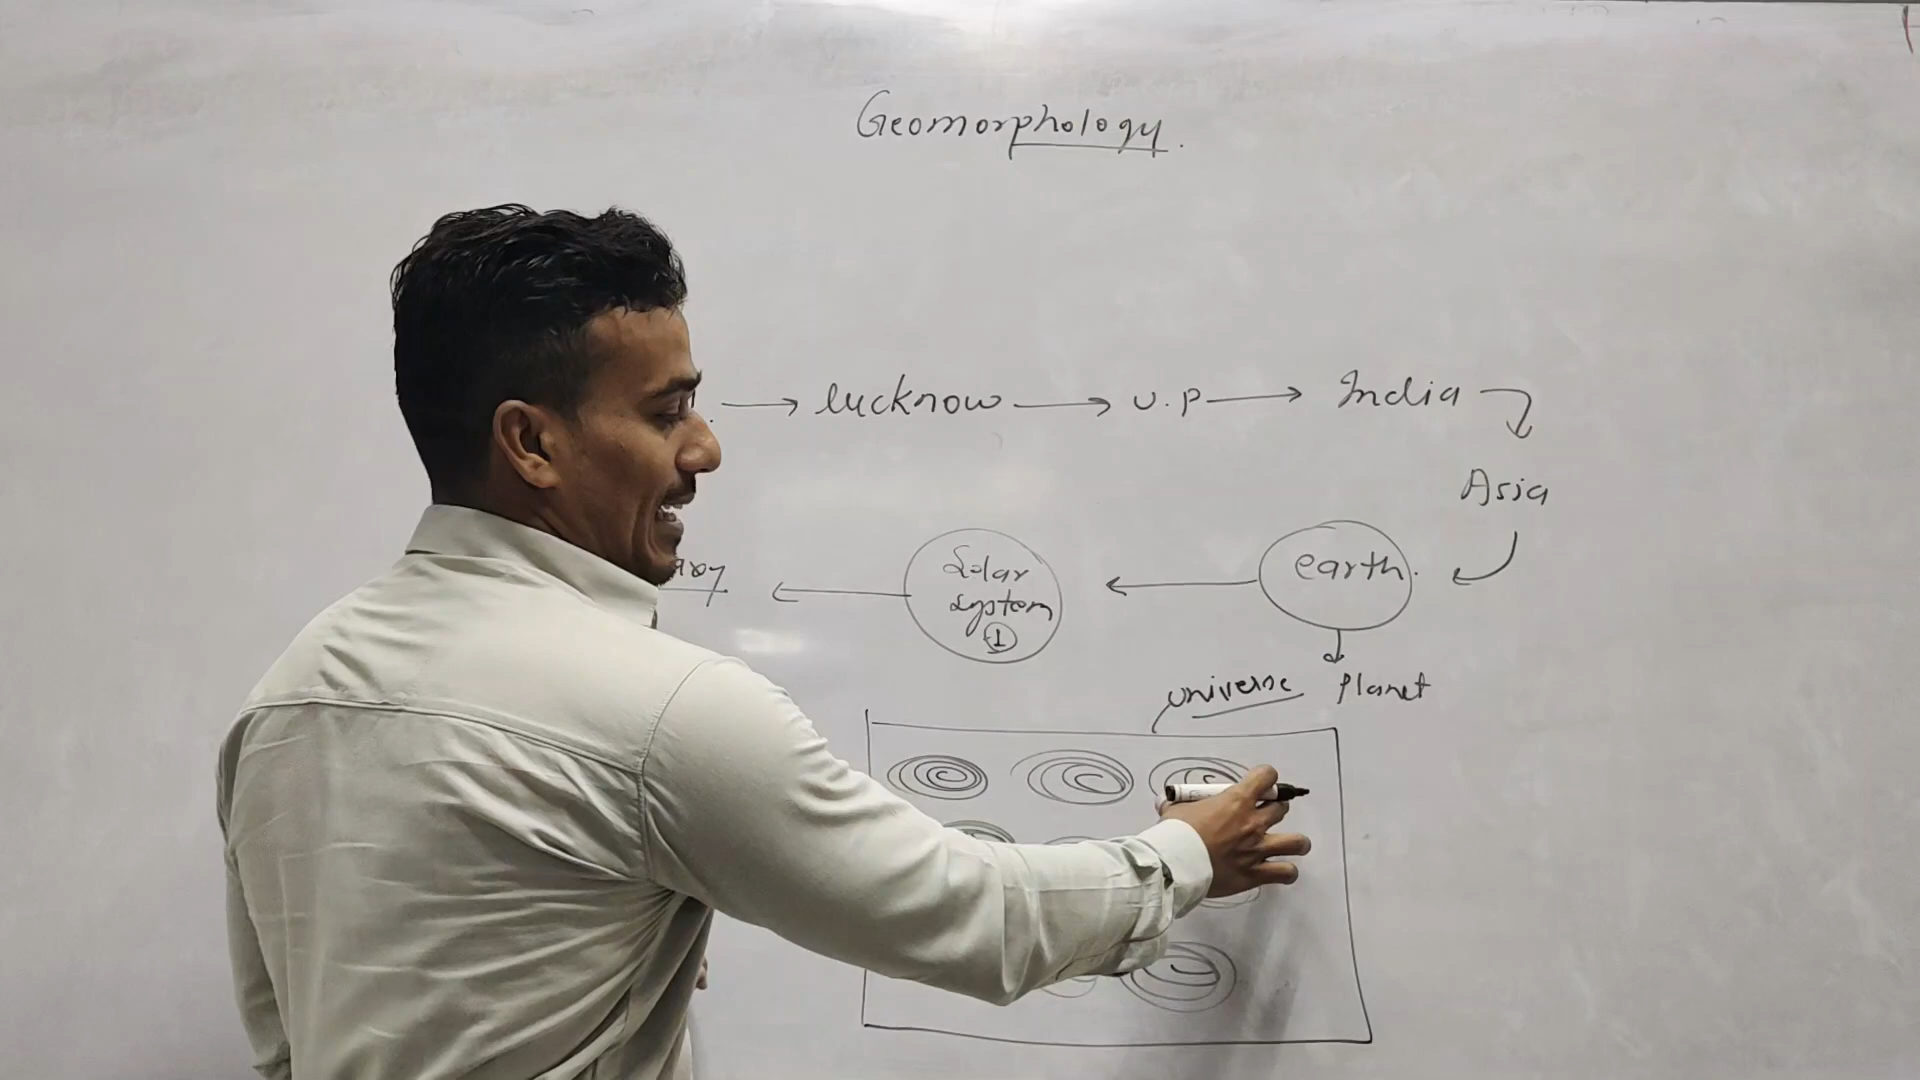 Geomorphology.
→ lucknow → U.P → India
Asia
earth.
Solar
System
1
universe
Planet